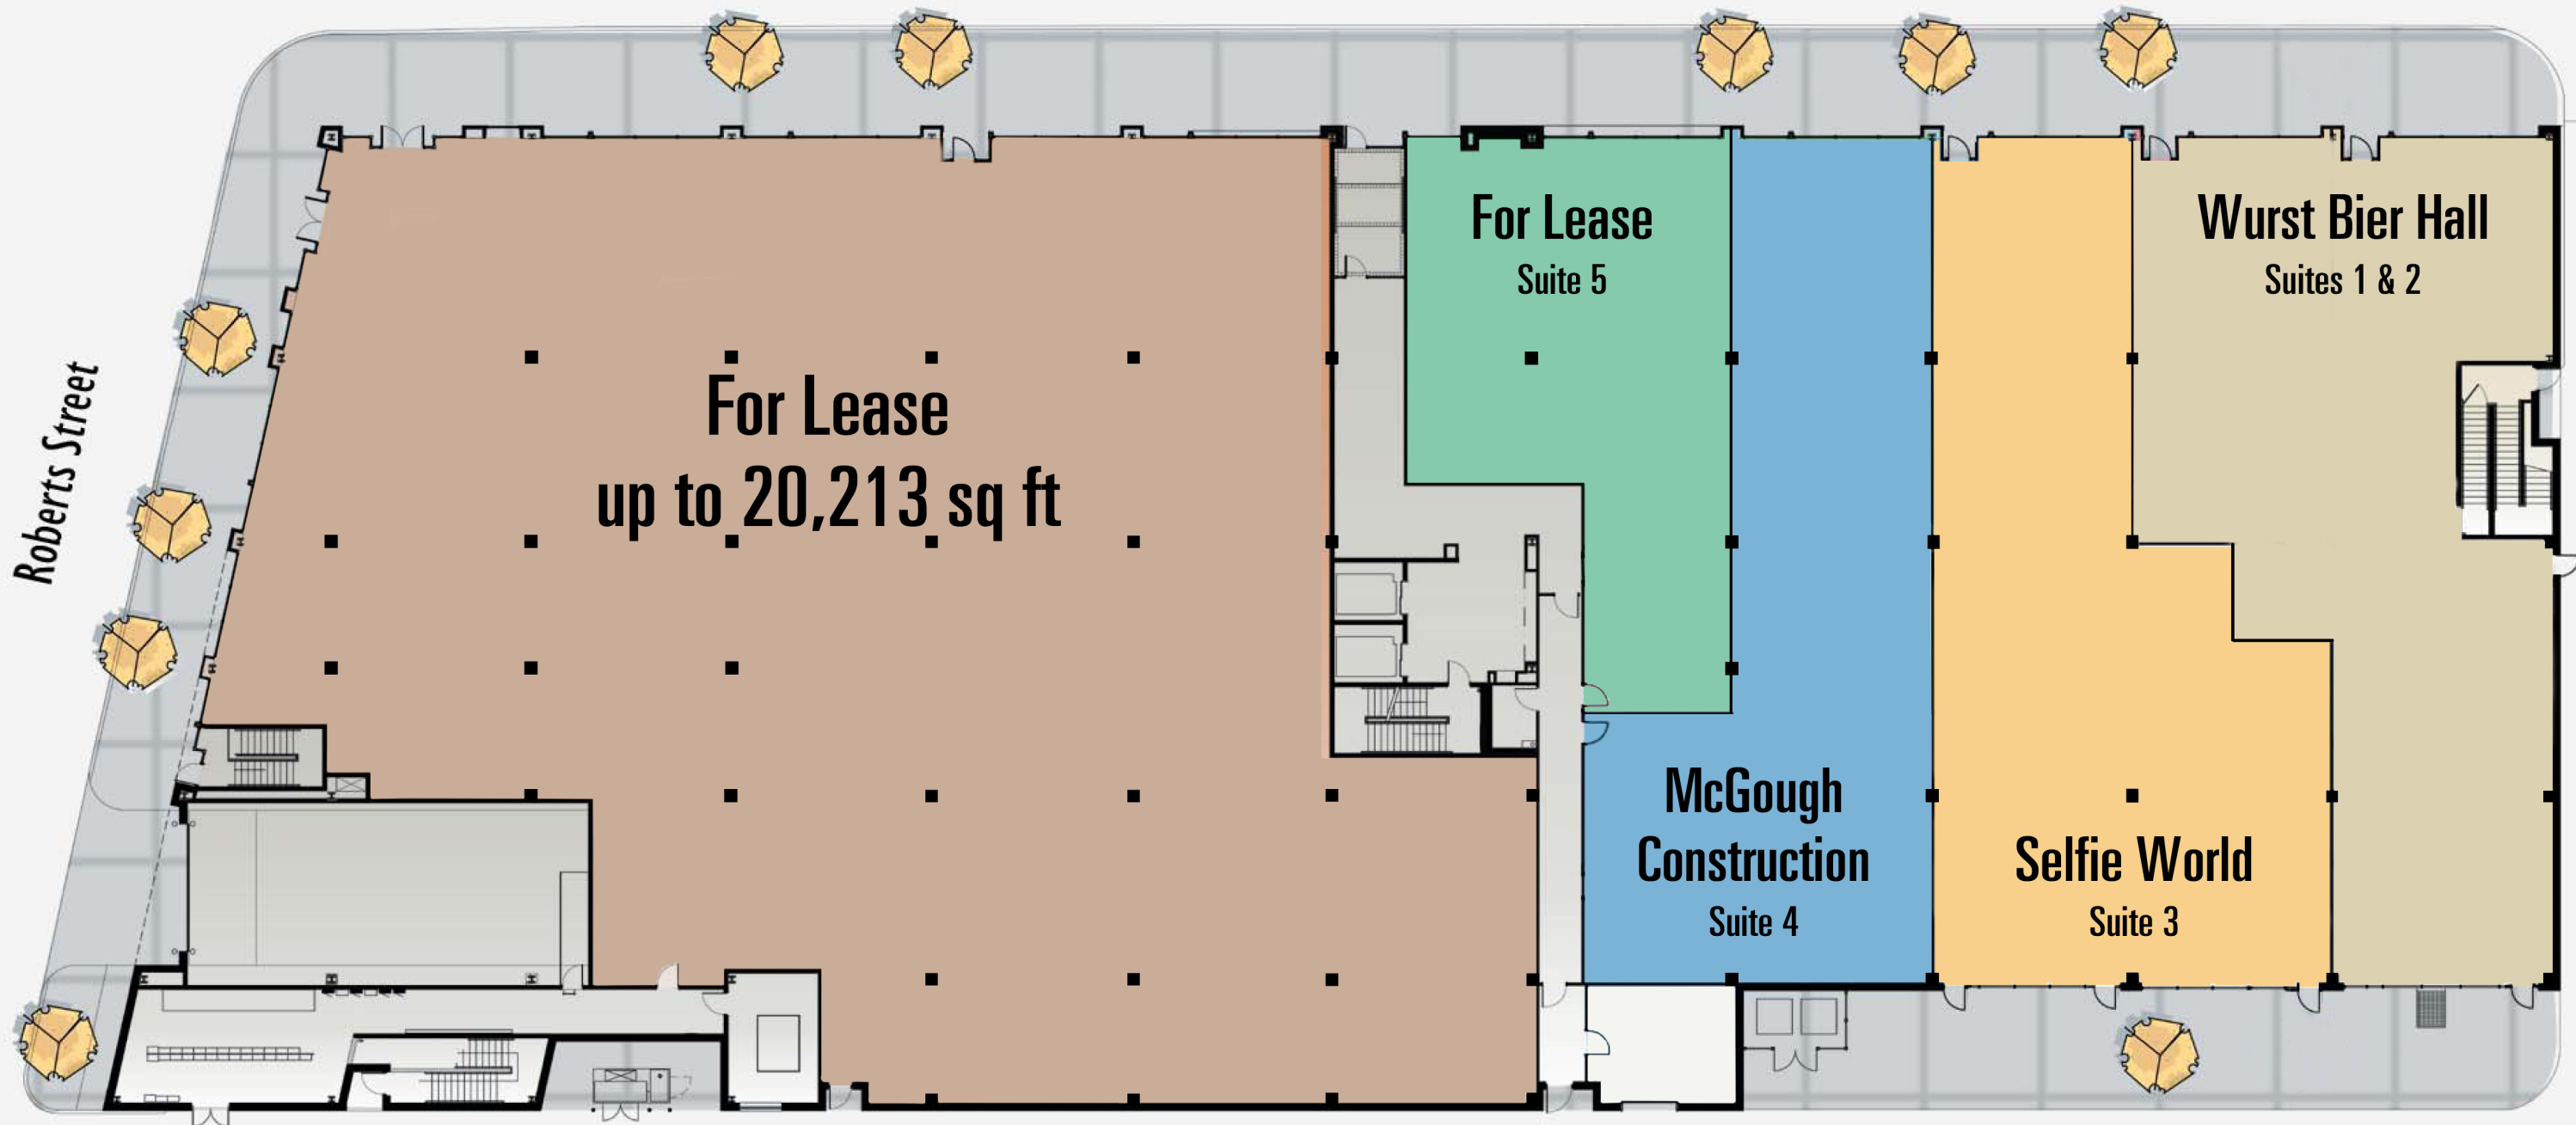 Roberts Street
For Lease
up to 20,213 sq ft
For Lease
Suite 5
McGough
Construction
Suite 4
Selfie World
Suite 3
Wurst Bier Hall
Suites 1 & 2